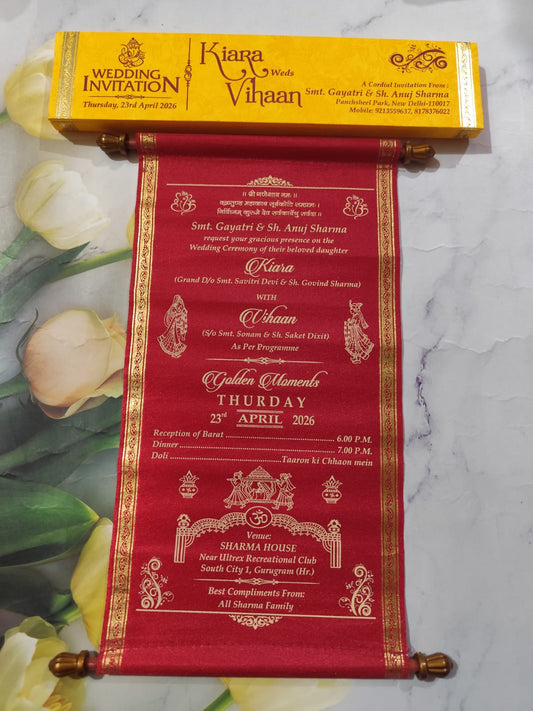 WEDDING
INVITATION
Thursday, 23rd April 2026
Kiara
Weds
Vihaan
A Cordial Invitation From :
Smt. Gayatri & Sh. Anuj Sharma
Panchsheel Park, New Delhi-110017
Mobile: 9213559637, 8178376022
॥ श्री गणेशाय नमः ॥
वक्रतुण्ड महाकाय सूर्यकोटि समप्रभः।
निर्विघ्नम् कुरूमे देव सर्वकार्येषु सर्वदा ॥
Smt. Gayatri & Sh. Anuj Sharma
request your gracious presence on the
Wedding Ceremony of their beloved daughter
Kiara
(Grand D/o Smt. Savitri Devi & Sh. Govind Sharma)
WITH
Vihaan
(S/o Smt. Sonam & Sh. Saket Dixit)
As Per Programme
Golden Moments
THURDAY
23rd APRIL 2026
Reception of Barat ........................................ 6.00 P.M.
Dinner ........................................ 7.00 P.M.
Doli ........................................ Taaron ki Chhaon mein
ॐ
Venue:
SHARMA HOUSE
Near Ultrex Recreational Club
South City 1, Gurugram (Hr.)
Best Compliments From:
All Sharma Family